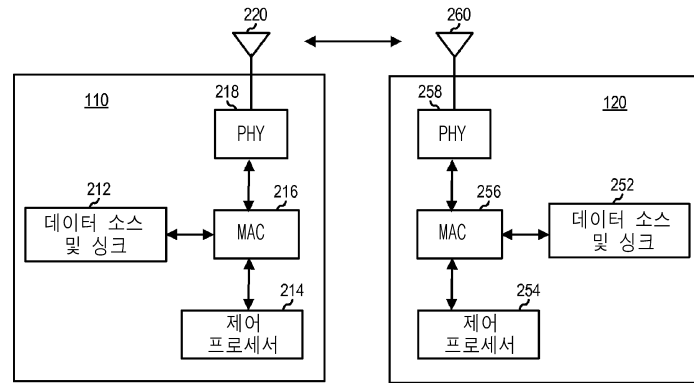 220
260
110
218
PHY
258
PHY
120
212
데이터 소스
및 싱크
216
MAC
256
MAC
252
데이터 소스
및 싱크
214
제어
프로세서
254
제어
프로세서